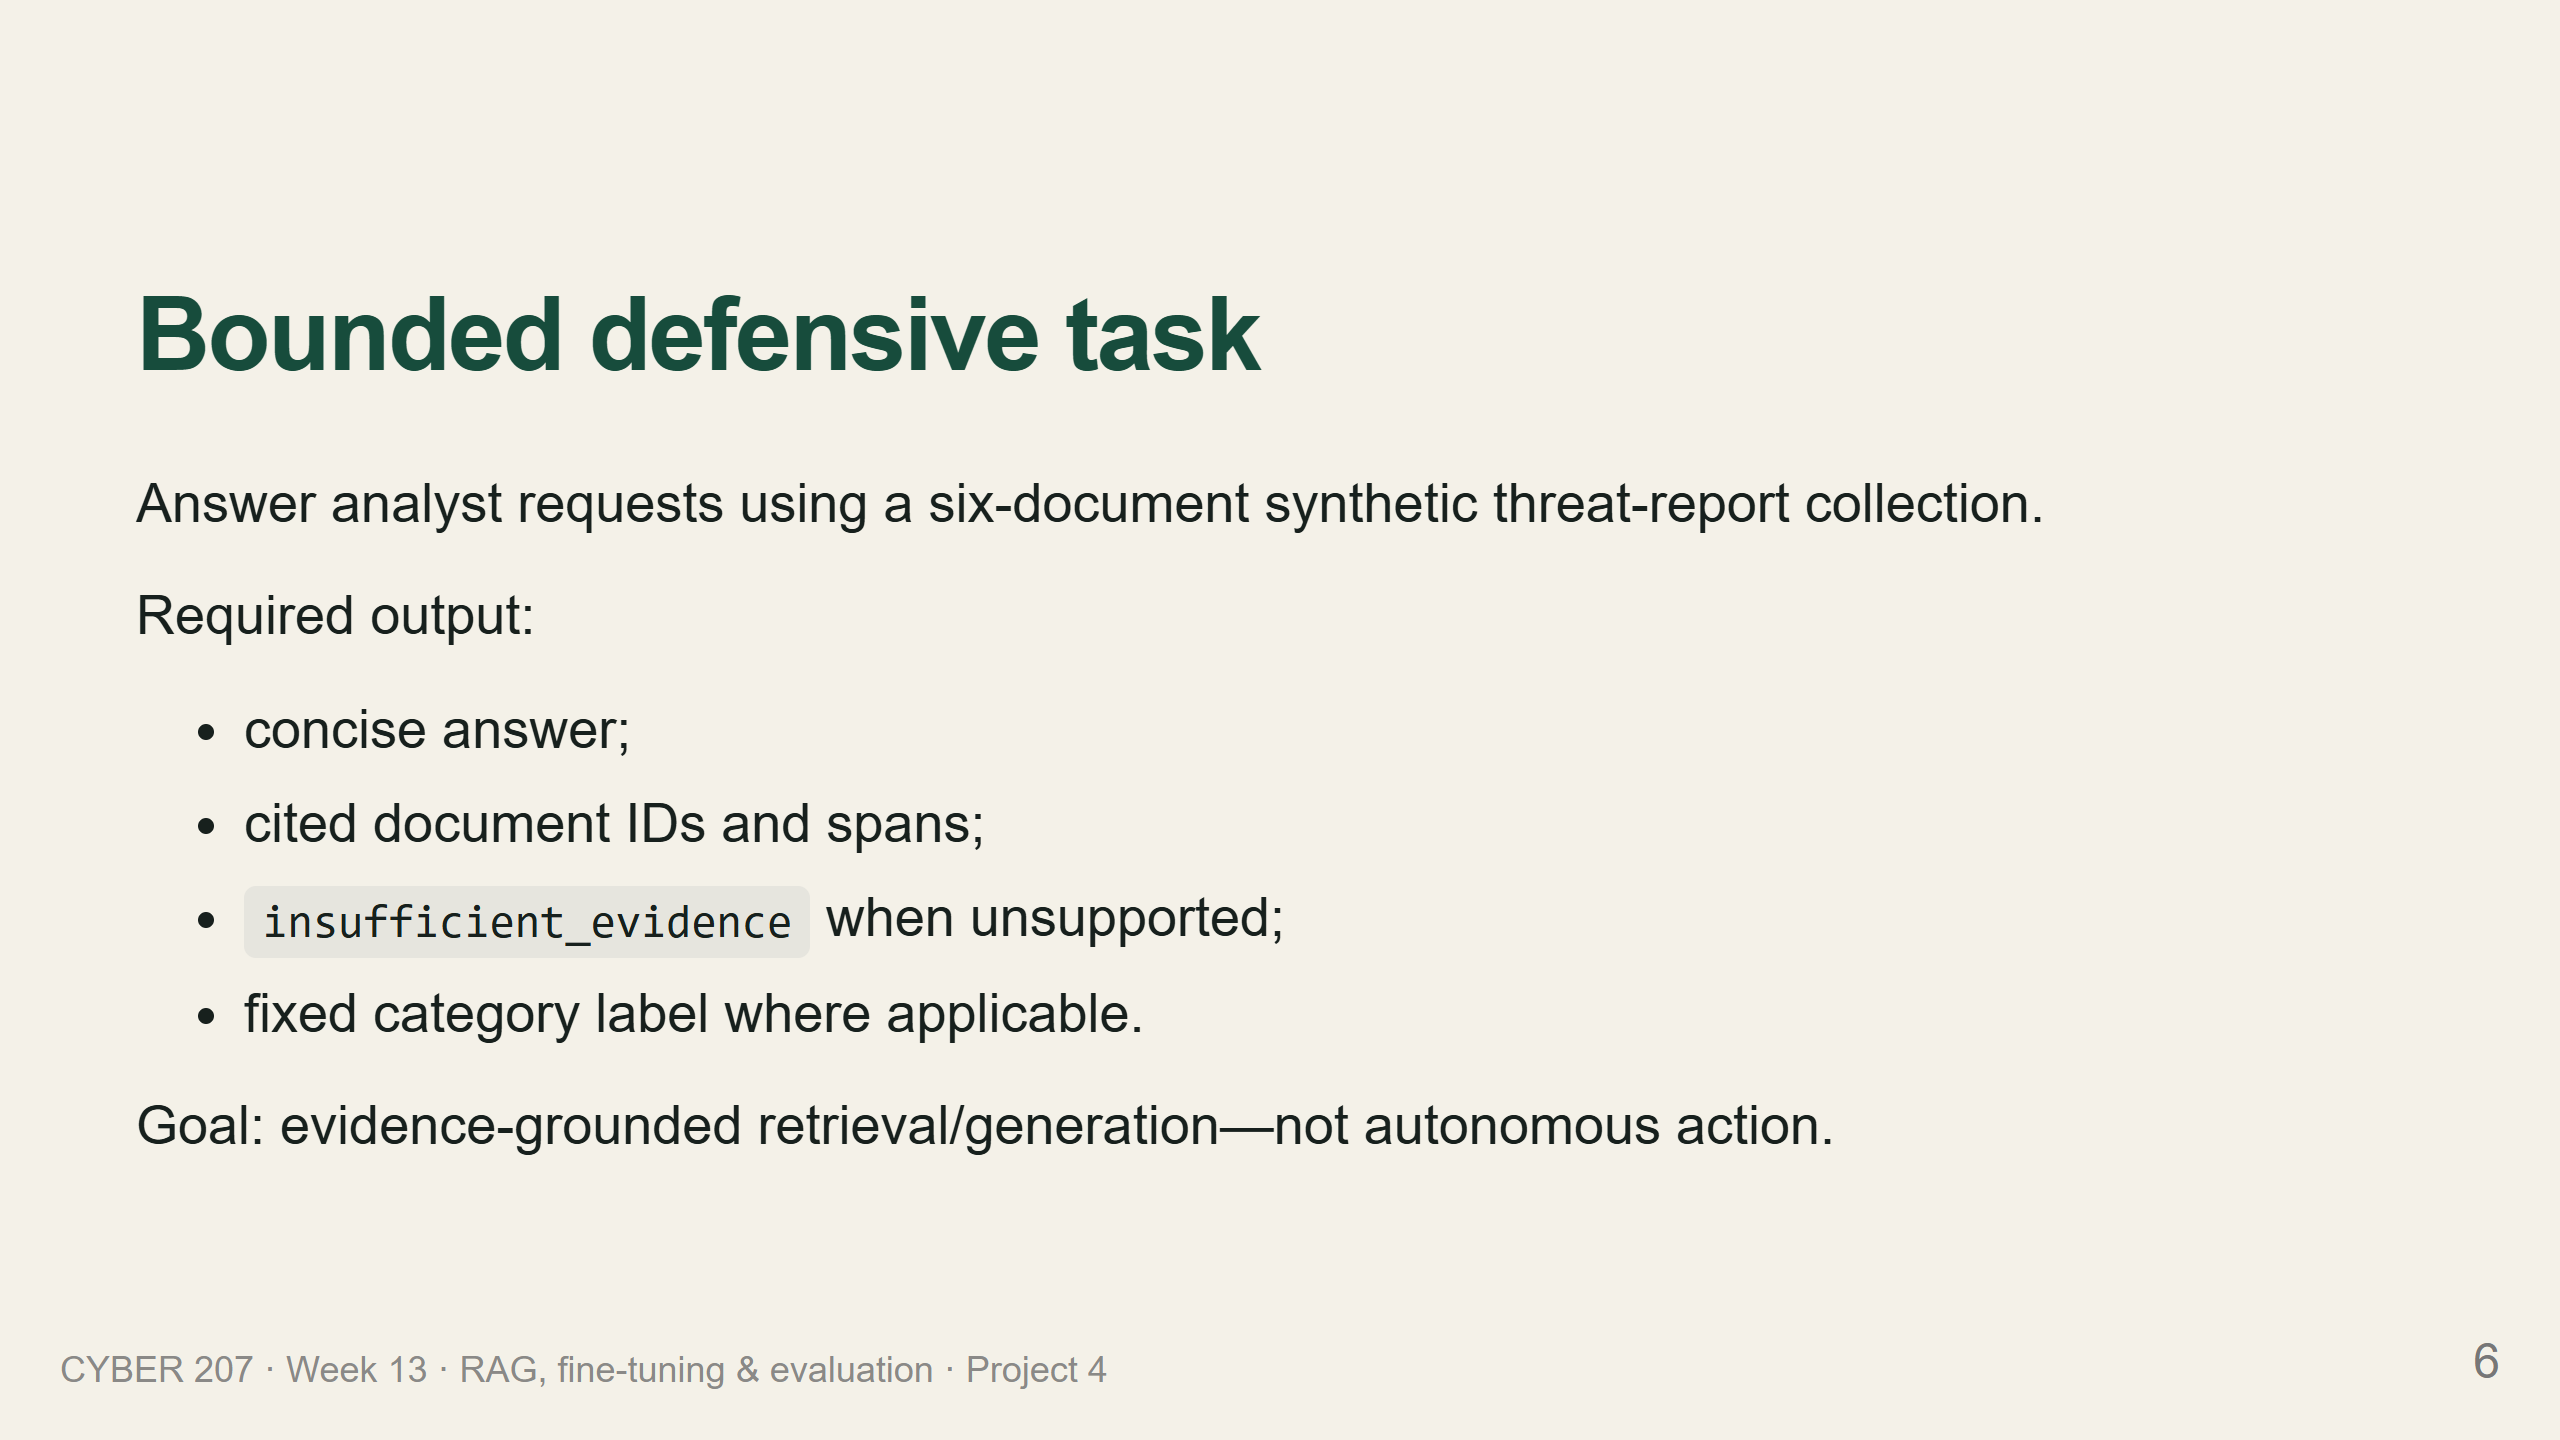 Bounded defensive task
Answer analyst requests using a six-document synthetic threat-report collection.
Required output:
• concise answer;
• cited document IDs and spans;
• insufficient_evidence when unsupported;
• fixed category label where applicable.
Goal: evidence-grounded retrieval/generation—not autonomous action.
CYBER 207 · Week 13 · RAG, fine-tuning & evaluation · Project 4
6